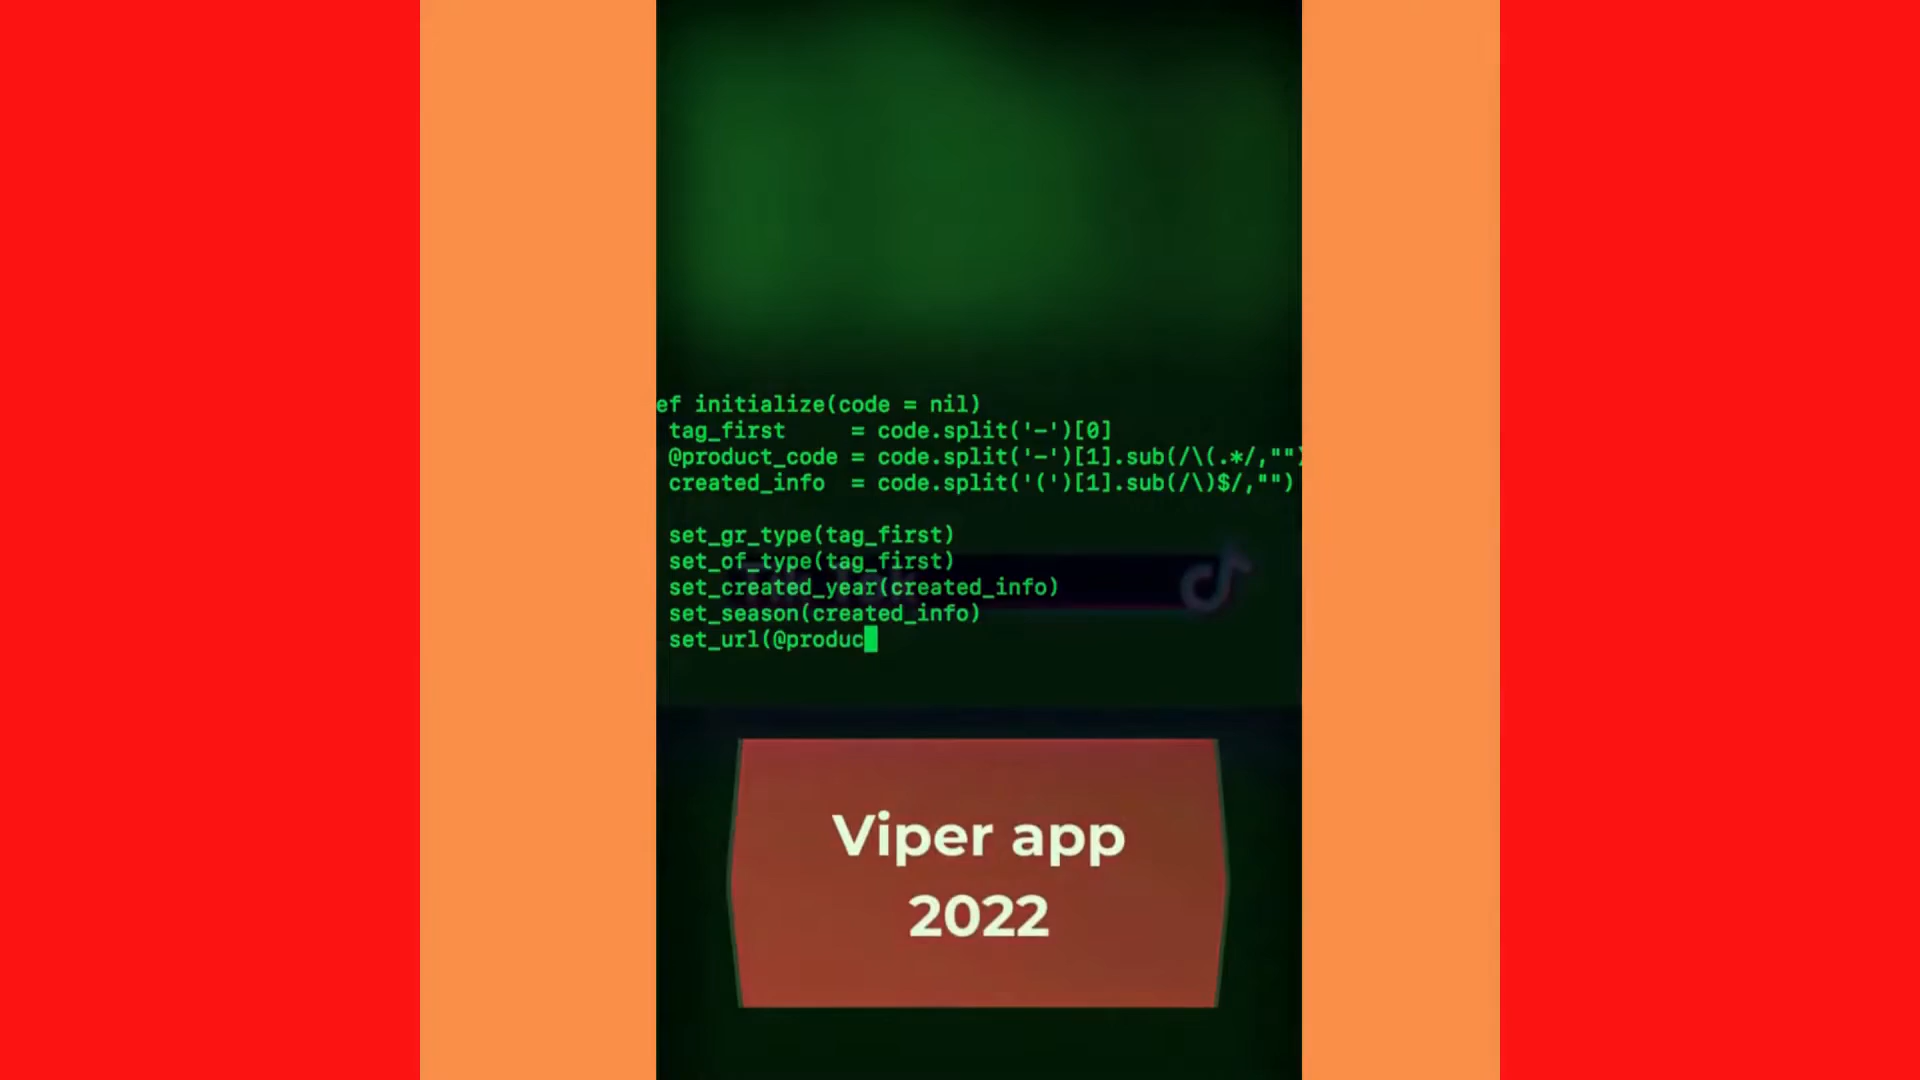 ef initialize(code = nil)
tag_first     = code.split('-')[0]
@product_code = code.split('-')[1].sub(/\(.*/,"")
created_info  = code.split('(')[1].sub(/\)$/,"")
set_gr_type(tag_first)
set_of_type(tag_first)
set_created_year(created_info)
set_season(created_info)
set_url(@produc
Viper app
2022